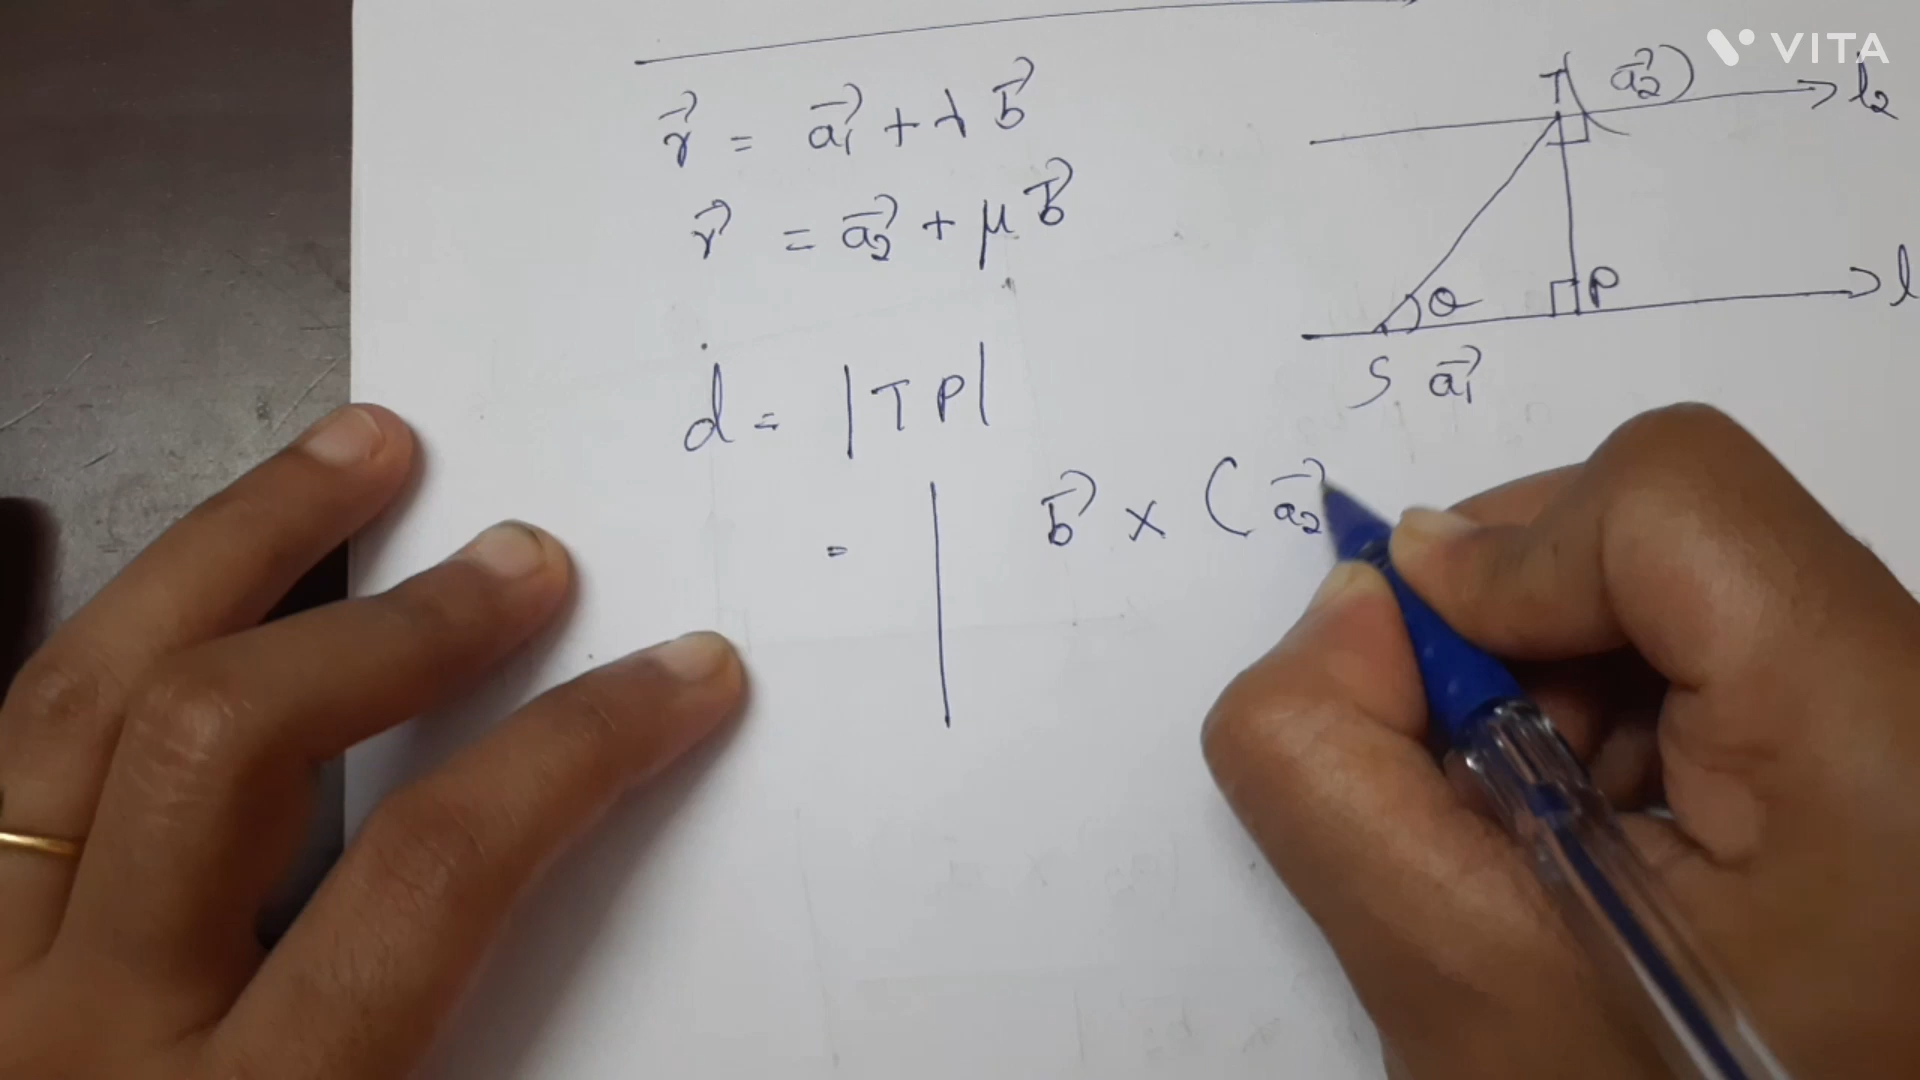 VITA
r⃗ = a⃗₁ + λ b⃗
r⃗ = a⃗₂ + μ b⃗
d = |TP|
= | b⃗ × ( a⃗₂
T ( a⃗₂ )
l₂
θ
P
l
S a⃗₁